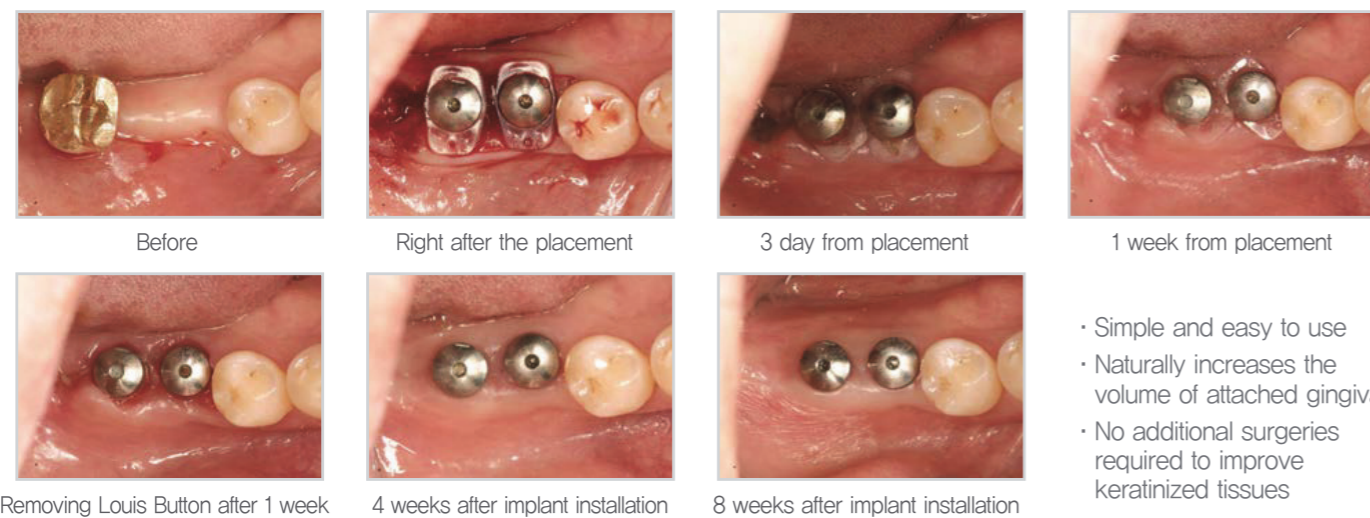 Before
Right after the placement
3 day from placement
1 week from placement
Removing Louis Button after 1 week
4 weeks after implant installation
8 weeks after implant installation
· Simple and easy to use
· Naturally increases the
volume of attached gingiva
· No additional surgeries
required to improve
keratinized tissues